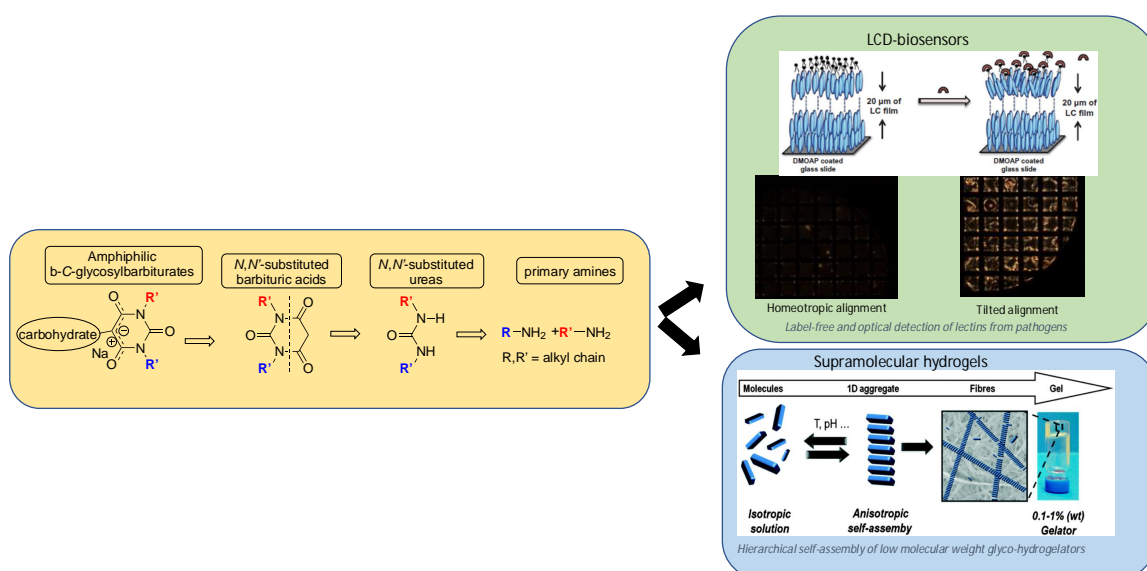 Amphiphilic
b-C-glycosylbarbiturates
N,N'-substituted
barbituric acids
N,N'-substituted
ureas
primary amines
carbohydrate
O
R'
N
O
N
R'
O
Na
R'
O
N
O
N
R'
O
R'
N-H
O
NH
R'
R-NH2 +R'-NH2
R,R' = alkyl chain
LCD-biosensors
20 µm of
LC film
DMOAP coated
glass slide
20 µm of
LC film
DMOAP coated
glass slide
Homeotropic alignment
Tilted alignment
Label-free and optical detection of lectins from pathogens
Supramolecular hydrogels
Molecules
1D aggregate
Fibres
Gel
T, pH ...
Isotropic
solution
Anisotropic
self-assembly
0.1-1% (wt)
Gelator
Hierarchical self-assembly of low molecular weight glyco-hydrogelators